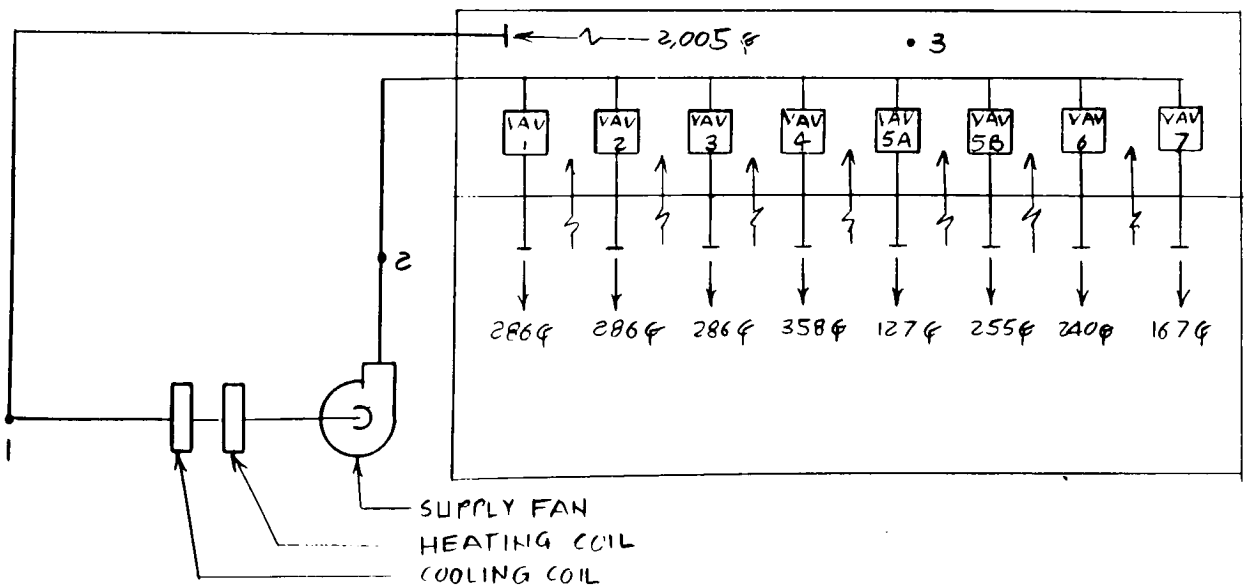 2,005 ȼ
• 3
VAV 1
VAV 2
VAV 3
VAV 4
VAV 5A
VAV 5B
VAV 6
VAV 7
2
286 ȼ
286 ȼ
286 ȼ
358 ȼ
127 ȼ
255 ȼ
240 ȼ
167 ȼ
1
SUPPLY FAN
HEATING COIL
COOLING COIL